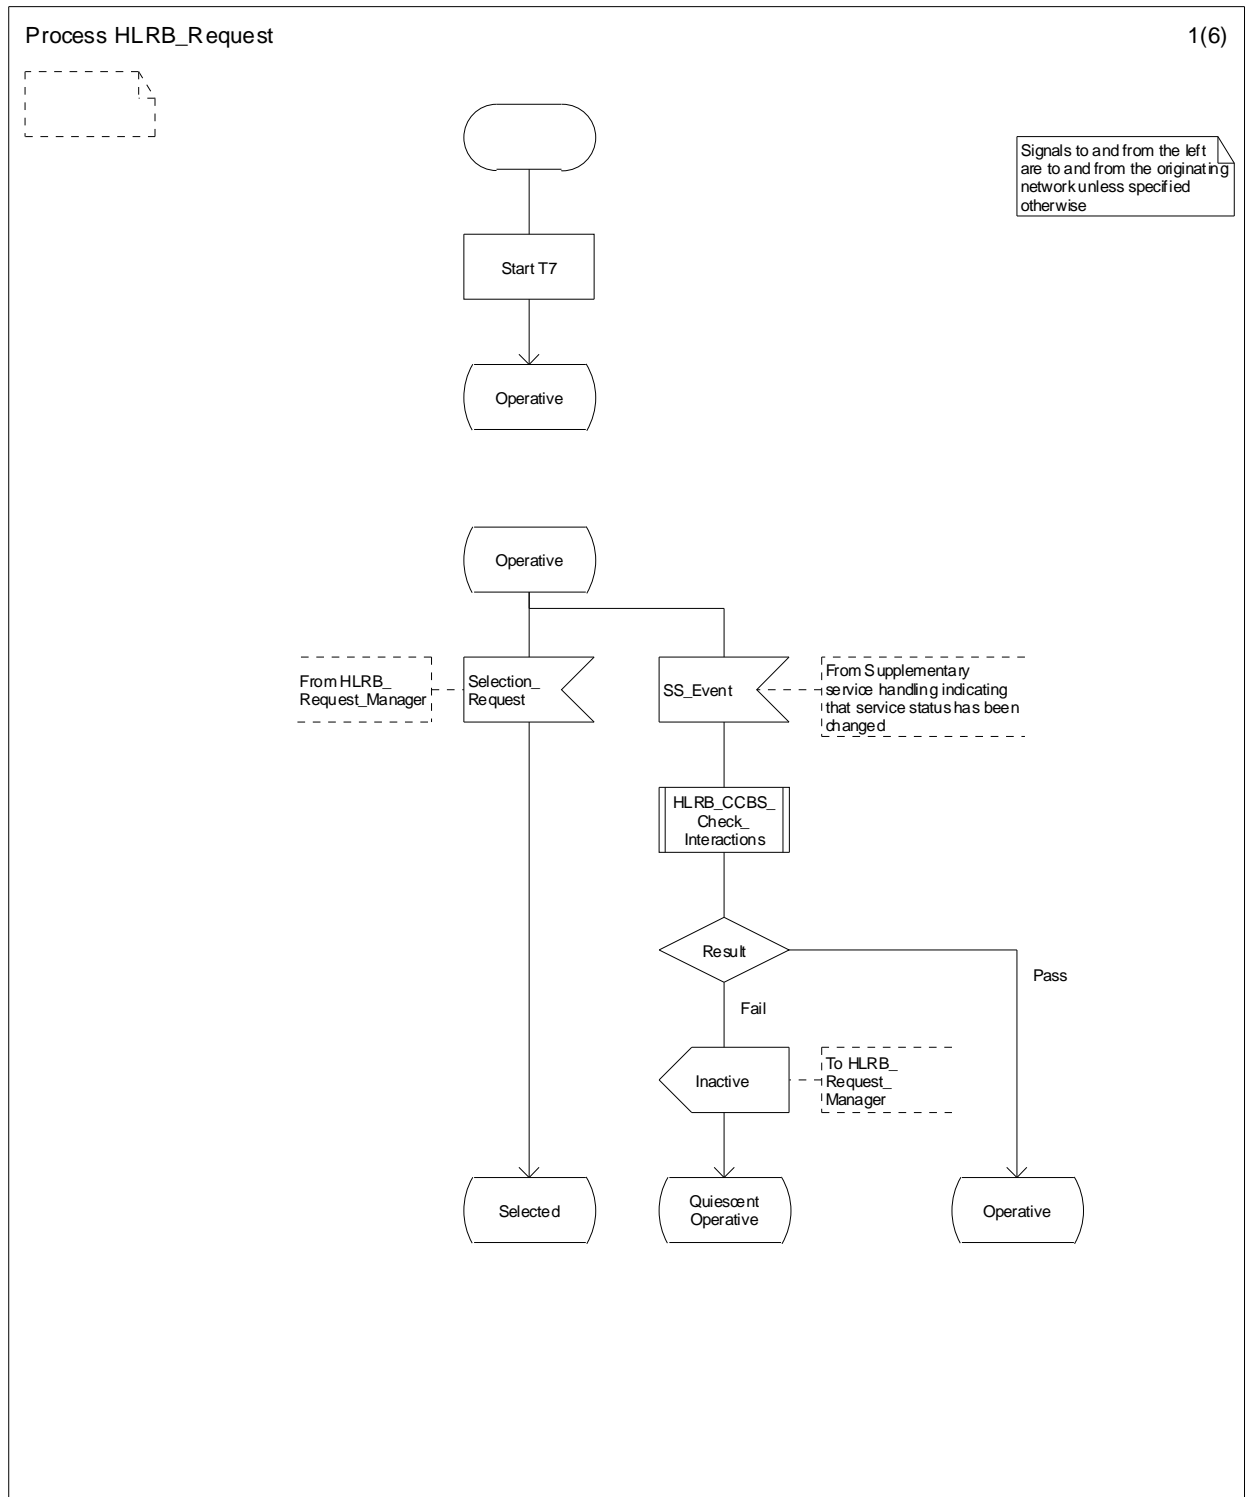 Process HLRB_Request
1(6)
Signals to and from the left
are to and from the originating
network unless specified
otherwise
Start T7
Operative
Operative
From HLRB_
Request_Manager
Selection_
Request
SS_Event
From Supplementary
service handling indicating
that service status has been
changed
HLRB_CCBS_
Check_
Interactions
Result
Pass
Fail
Inactive
To HLRB_
Request_
Manager
Selected
Quiescent
Operative
Operative